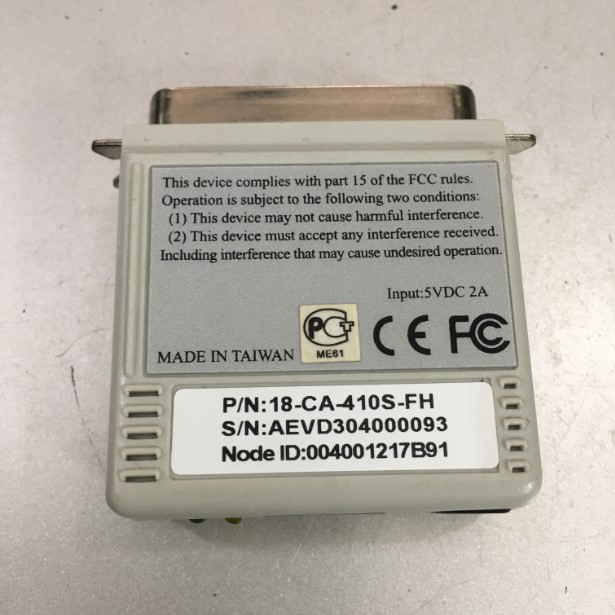 This device complies with part 15 of the FCC rules.
Operation is subject to the following two conditions:
(1) This device may not cause harmful interference.
(2) This device must accept any interference received.
Including interference that may cause undesired operation.
Input:5VDC 2A
MADE IN TAIWAN
PCT
ME61
CE FC
P/N:18-CA-410S-FH
S/N:AEVD304000093
Node ID:004001217B91